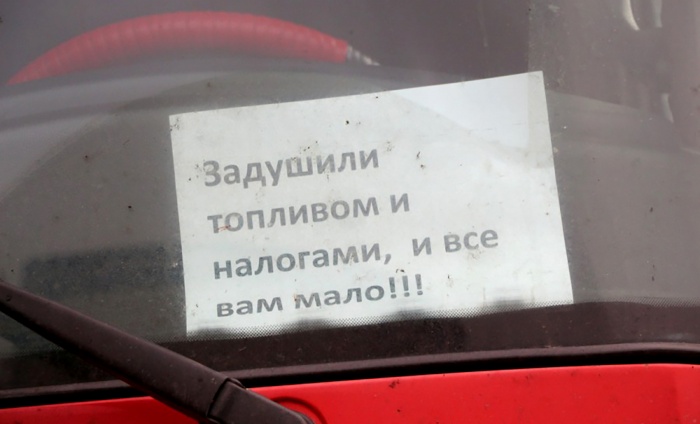 Задушили
топливом и
налогами, и все
вам мало!!!